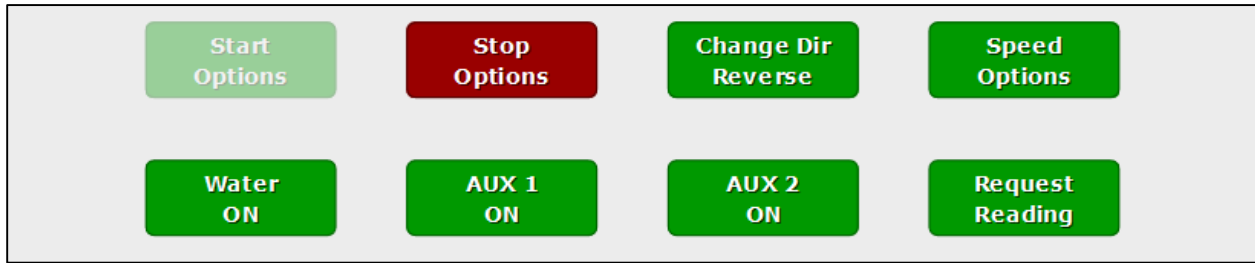 Start
Options
Stop
Options
Change Dir
Reverse
Speed
Options
Water
ON
AUX 1
ON
AUX 2
ON
Request
Reading